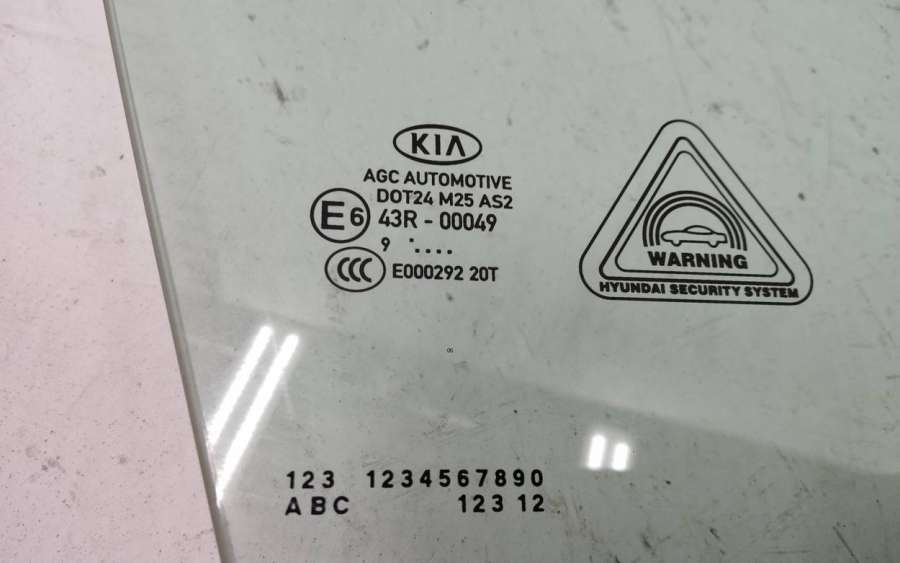 KIA
AGC AUTOMOTIVE
DOT24 M25 AS2
E6 43R - 00049
9 '....
CCC E000292 20T
WARNING
HYUNDAI SECURITY SYSTEM
123 1234567890
ABC 123 12